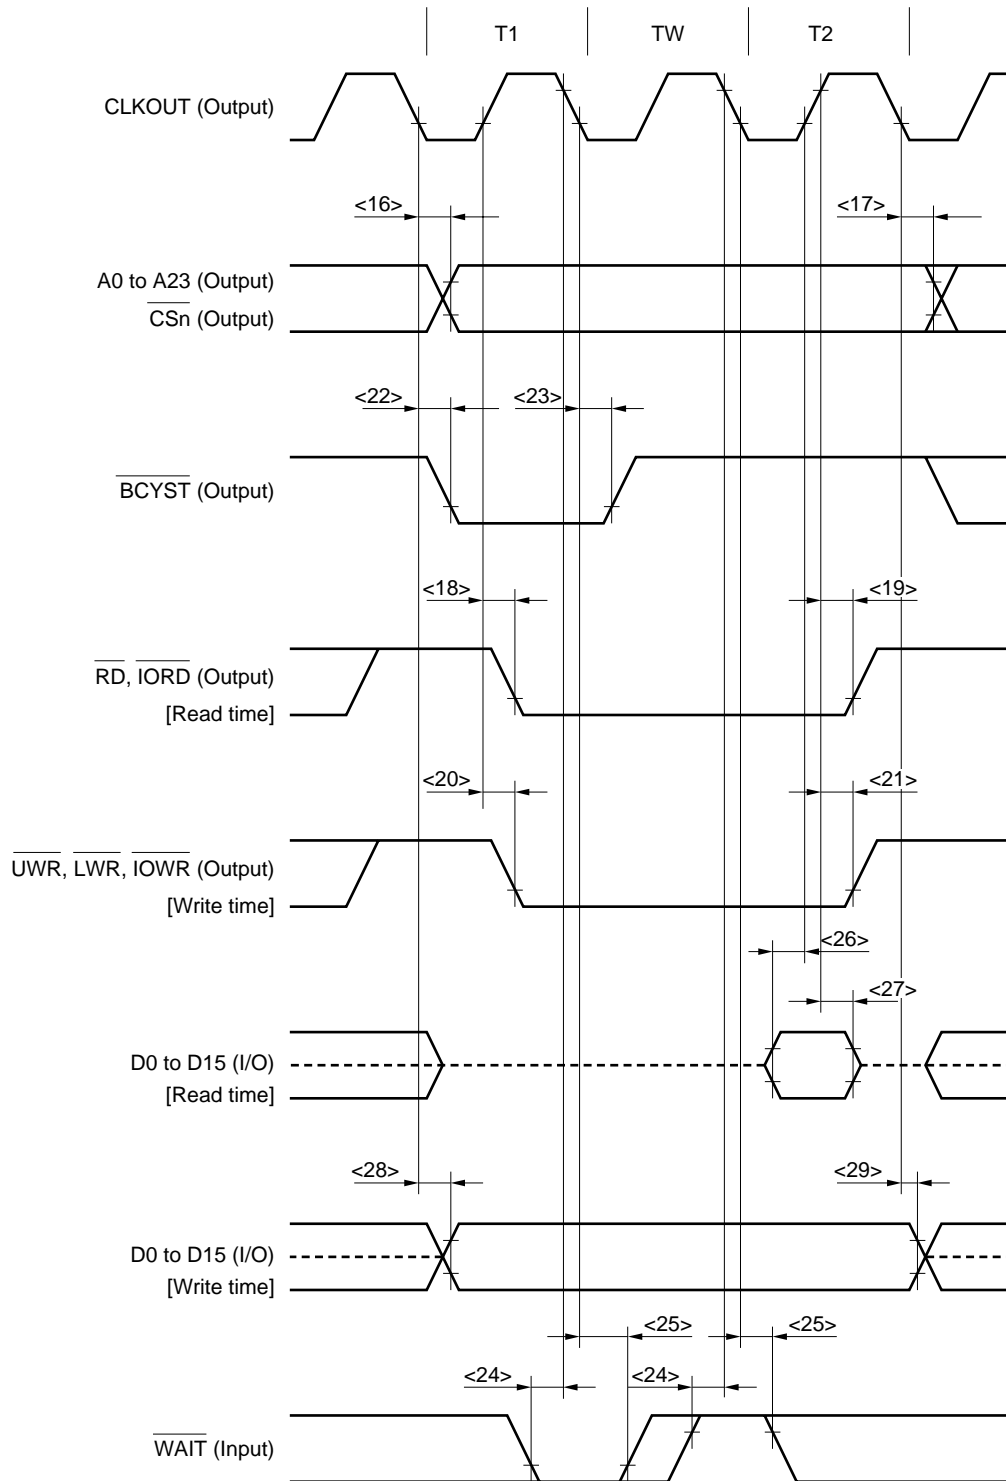 T1 TW T2
CLKOUT (Output)
<16> <17>
A0 to A23 (Output)
CSn (Output)
<22> <23>
BCYST (Output)
<18> <19>
RD, IORD (Output)
[Read time]
<20> <21>
UWR, LWR, IOWR (Output)
[Write time]
<26>
<27>
D0 to D15 (I/O)
[Read time]
<28> <29>
D0 to D15 (I/O)
[Write time]
<25> <25>
<24> <24>
WAIT (Input)